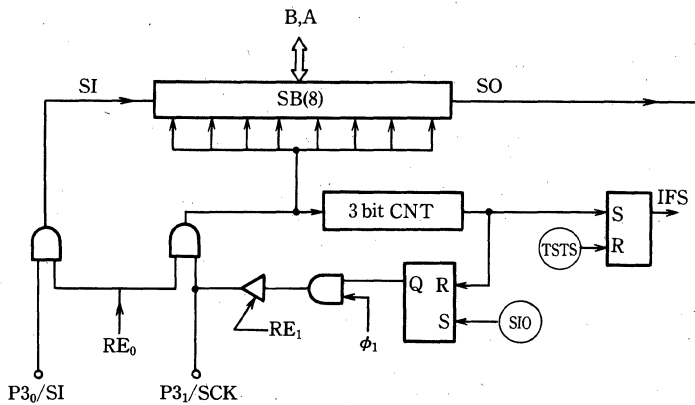 B,A
SI
SB(8)
SO
3 bit CNT
S
IFS
TSTS
R
Q
R
S
SIO
RE₀
RE₁
ϕ₁
P3₀/SI
P3₁/SCK